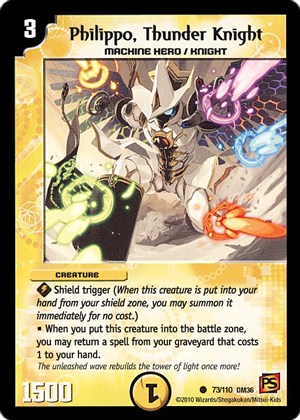 3
Philippo, Thunder Knight
MACHINE HERO / KNIGHT
CREATURE
Shield trigger (When this creature is put into your
hand from your shield zone, you may summon it
immediately for no cost.)
■ When you put this creature into the battle zone,
you may return a spell from your graveyard that costs
1 to your hand.
The unleashed wave rebuilds the tower of light once more!
1500
1
73/110 DM36
©2010 Wizards/Shogakukan/Mitsui-Kids
PS